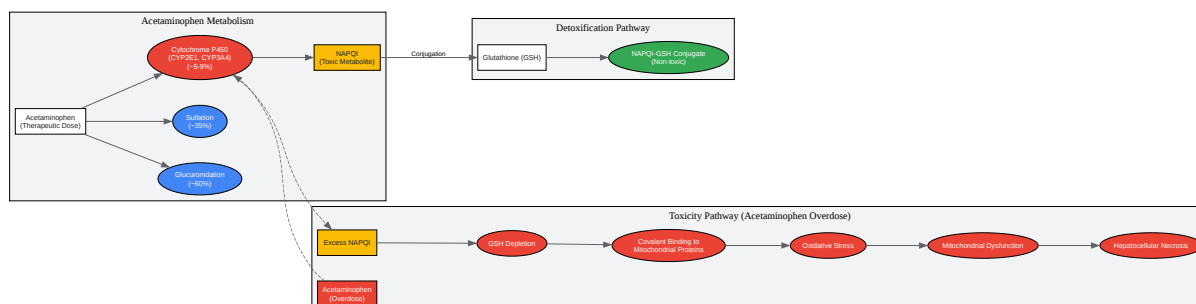 Acetaminophen Metabolism
Acetaminophen
(Therapeutic Dose)
Cytochrome P450
(CYP2E1, CYP3A4)
(~5-9%)
Sulfation
(~35%)
Glucuronidation
(~60%)
NAPQI
(Toxic Metabolite)
Conjugation
Detoxification Pathway
Glutathione (GSH)
NAPQI-GSH Conjugate
(Non-toxic)
Toxicity Pathway (Acetaminophen Overdose)
Excess NAPQI
GSH Depletion
Covalent Binding to
Mitochondrial Proteins
Oxidative Stress
Mitochondrial Dysfunction
Hepatocellular Necrosis
Acetaminophen
(Overdose)